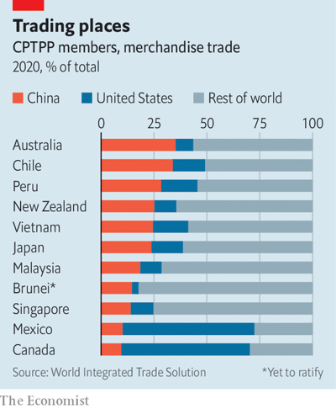 Trading places
CPTPP members, merchandise trade
2020, % of total
China United States Rest of world
0 25 50 75 100
Australia
Chile
Peru
New Zealand
Vietnam
Japan
Malaysia
Brunei*
Singapore
Mexico
Canada
Source: World Integrated Trade Solution *Yet to ratify
The Economist